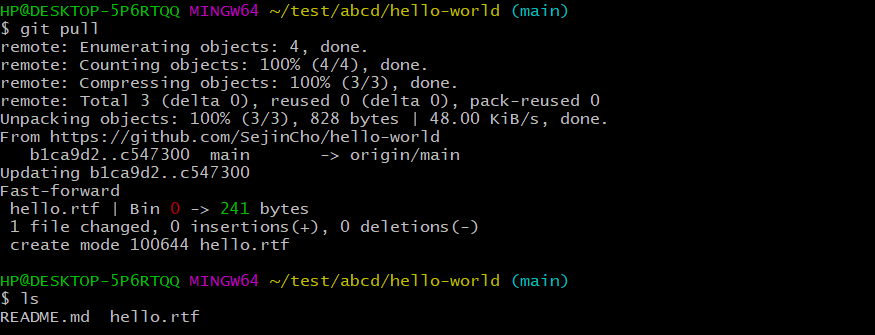 HP@DESKTOP-5P6RTQQ MINGW64 ~/test/abcd/hello-world (main)
$ git pull
remote: Enumerating objects: 4, done.
remote: Counting objects: 100% (4/4), done.
remote: Compressing objects: 100% (3/3), done.
remote: Total 3 (delta 0), reused 0 (delta 0), pack-reused 0
Unpacking objects: 100% (3/3), 828 bytes | 48.00 KiB/s, done.
From https://github.com/SejinCho/hello-world
   b1ca9d2..c547300  main       -> origin/main
Updating b1ca9d2..c547300
Fast-forward
 hello.rtf | Bin 0 -> 241 bytes
 1 file changed, 0 insertions(+), 0 deletions(-)
 create mode 100644 hello.rtf
HP@DESKTOP-5P6RTQQ MINGW64 ~/test/abcd/hello-world (main)
$ ls
README.md  hello.rtf